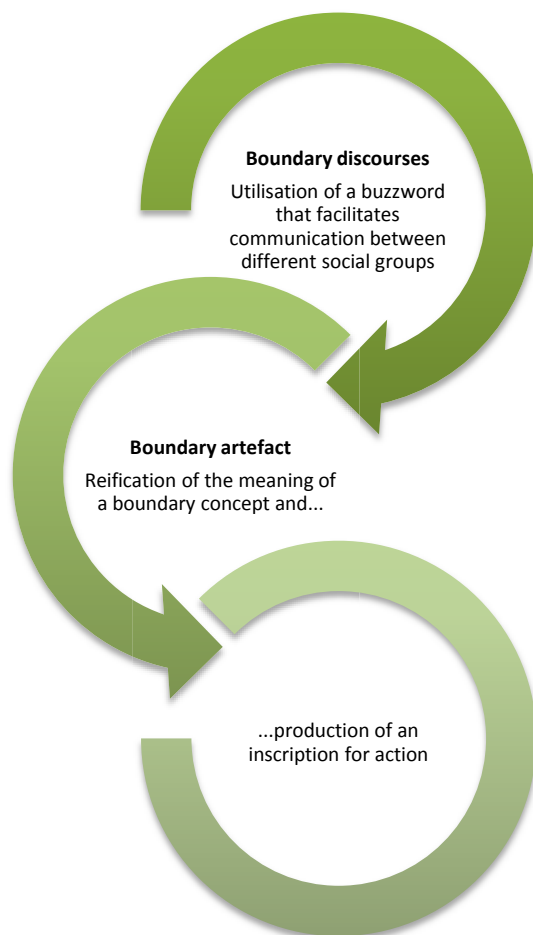 Boundary discourses
Utilisation of a buzzword
that facilitates
communication between
different social groups
Boundary artefact
Reification of the meaning of
a boundary concept and...
...production of an
inscription for action